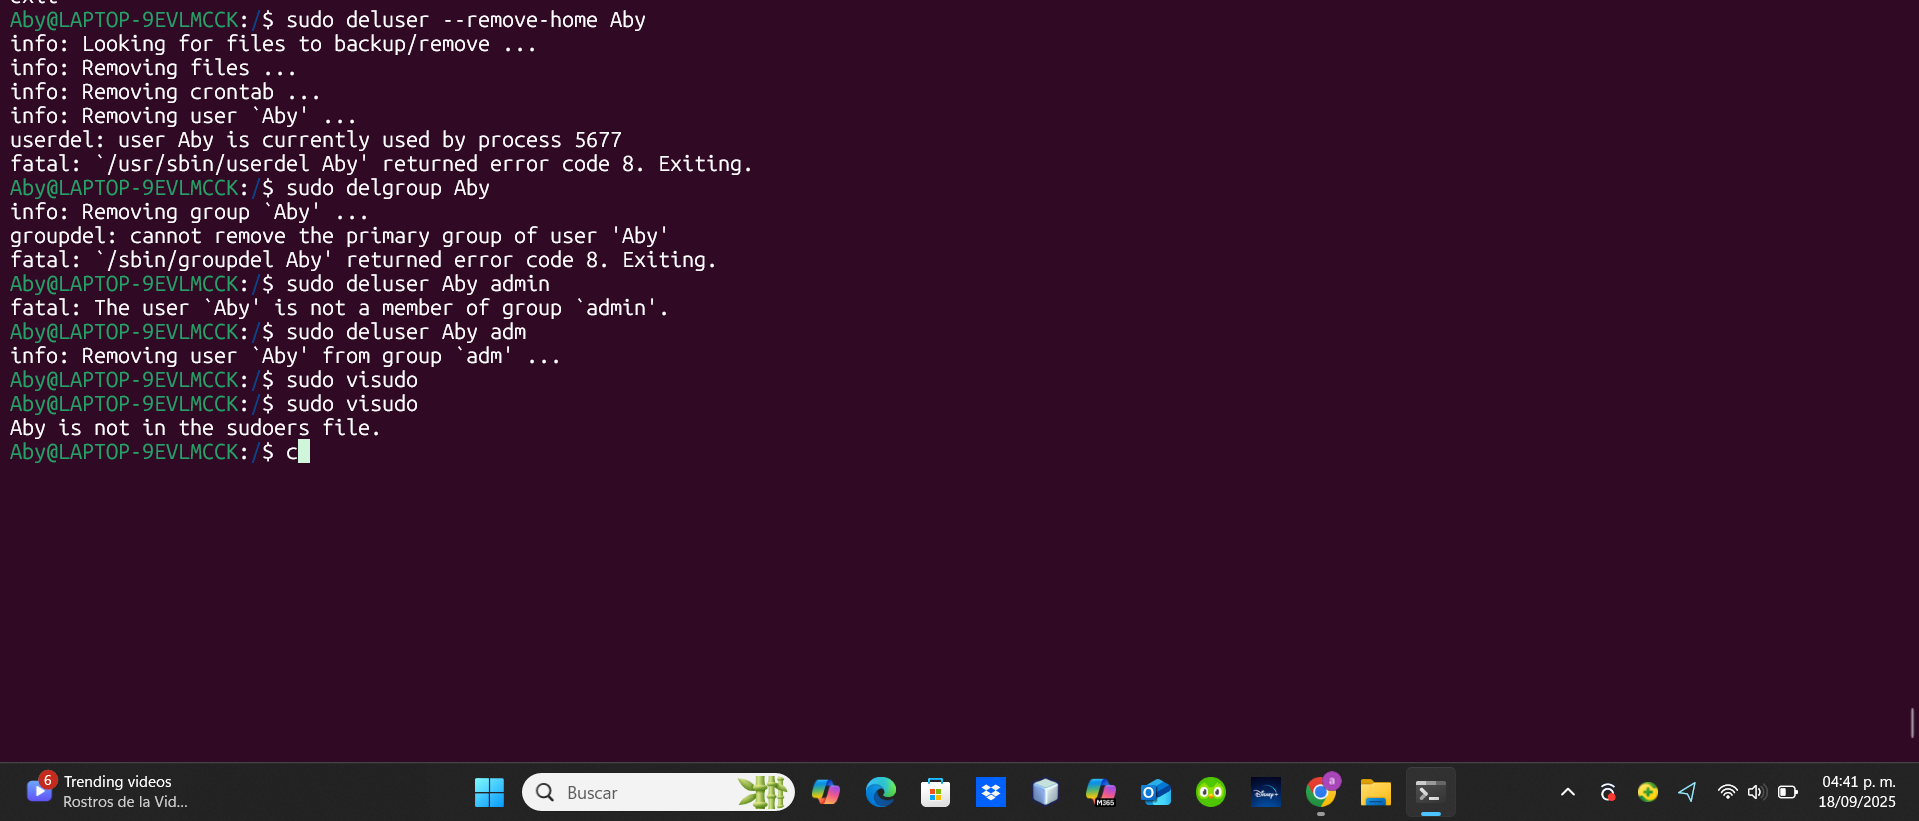 exit
Aby@LAPTOP-9EVLMCCK:/$ sudo deluser --remove-home Aby
info: Looking for files to backup/remove ...
info: Removing files ...
info: Removing crontab ...
info: Removing user `Aby' ...
userdel: user Aby is currently used by process 5677
fatal: `/usr/sbin/userdel Aby' returned error code 8. Exiting.
Aby@LAPTOP-9EVLMCCK:/$ sudo delgroup Aby
info: Removing group `Aby' ...
groupdel: cannot remove the primary group of user 'Aby'
fatal: `/sbin/groupdel Aby' returned error code 8. Exiting.
Aby@LAPTOP-9EVLMCCK:/$ sudo deluser Aby admin
fatal: The user `Aby' is not a member of group `admin'.
Aby@LAPTOP-9EVLMCCK:/$ sudo deluser Aby adm
info: Removing user `Aby' from group `adm' ...
Aby@LAPTOP-9EVLMCCK:/$ sudo visudo
Aby@LAPTOP-9EVLMCCK:/$ sudo visudo
Aby is not in the sudoers file.
Aby@LAPTOP-9EVLMCCK:/$ c
6
Trending videos
Rostros de la Vid...
Buscar
M365
Disney+
a
04:41 p. m.
18/09/2025